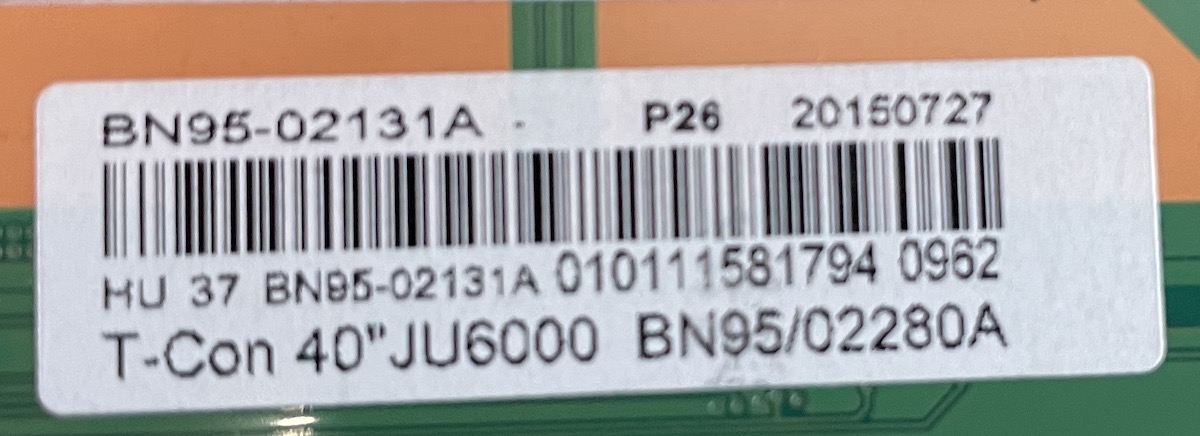 BN95-02131A - P26 20150727
HU 37 BN95-02131A 010111581794 0962
T-Con 40"JU6000 BN95/02280A